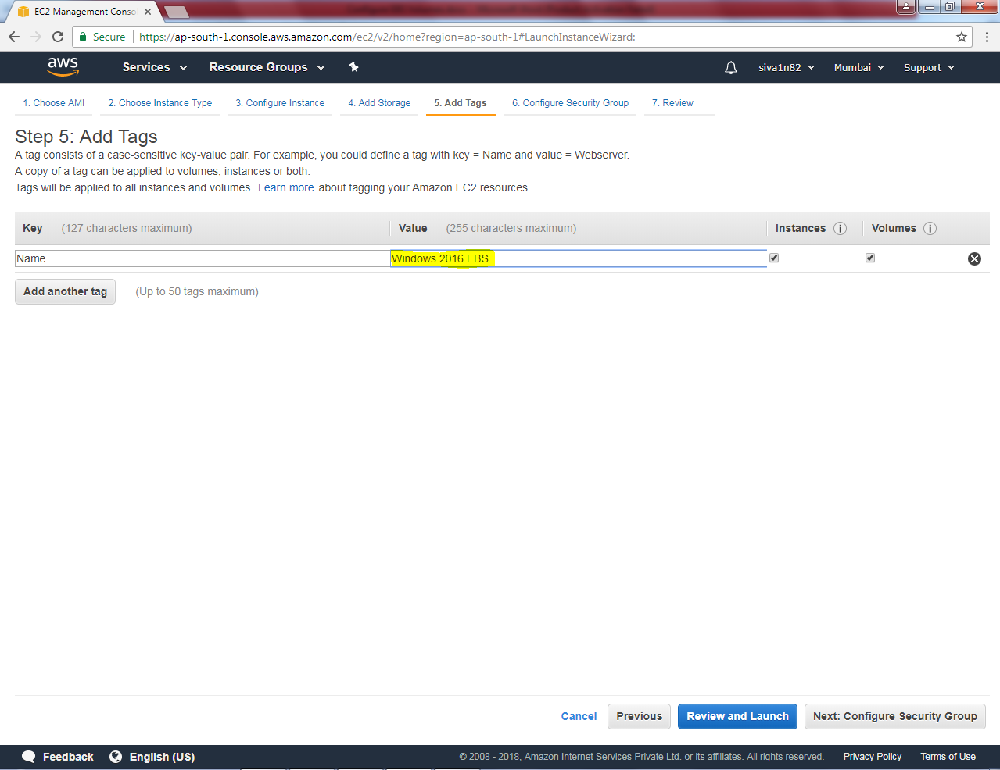 EC2 Management Conso
Secure https://ap-south-1.console.aws.amazon.com/ec2/v2/home?region=ap-south-1#LaunchInstanceWizard:
aws Services Resource Groups siva1n82 Mumbai Support
1. Choose AMI 2. Choose Instance Type 3. Configure Instance 4. Add Storage 5. Add Tags 6. Configure Security Group 7. Review
Step 5: Add Tags
A tag consists of a case-sensitive key-value pair. For example, you could define a tag with key = Name and value = Webserver.
A copy of a tag can be applied to volumes, instances or both.
Tags will be applied to all instances and volumes. Learn more about tagging your Amazon EC2 resources.
Key (127 characters maximum) Value (255 characters maximum) Instances i Volumes i
Name Windows 2016 EBS
Add another tag (Up to 50 tags maximum)
Cancel Previous Review and Launch Next: Configure Security Group
Feedback English (US) © 2008 - 2018, Amazon Internet Services Private Ltd. or its affiliates. All rights reserved. Privacy Policy Terms of Use